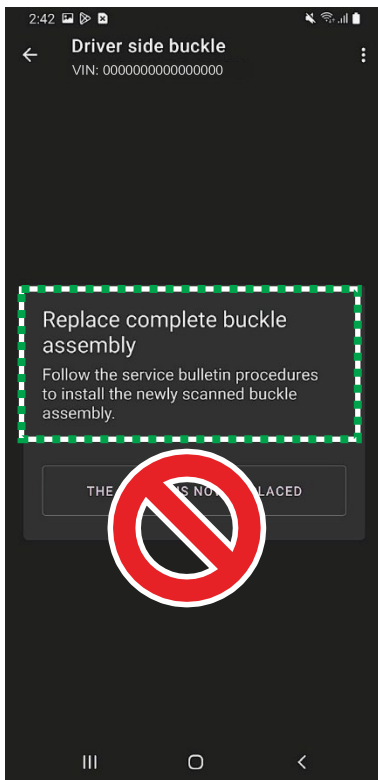 2:42
Driver side buckle
VIN: 0000000000000000
Replace complete buckle
assembly
Follow the service bulletin procedures
to install the newly scanned buckle
assembly.
THE